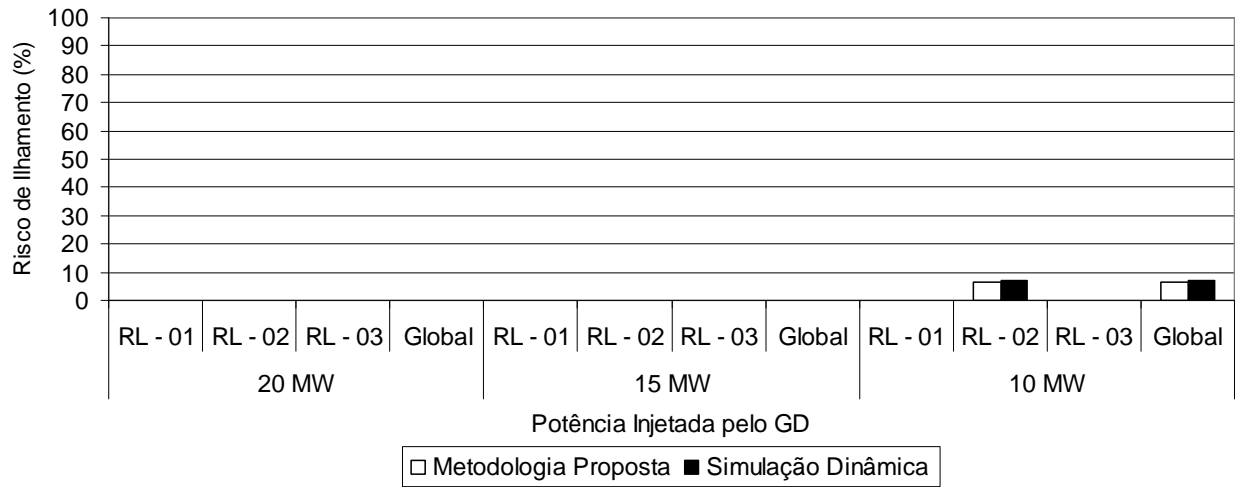 Risco de Ilhamento (%)
100
90
80
70
60
50
40
30
20
10
0
RL - 01 RL - 02 RL - 03 Global RL - 01 RL - 02 RL - 03 Global RL - 01 RL - 02 RL - 03 Global
20 MW 15 MW 10 MW
Potência Injetada pelo GD
Metodologia Proposta Simulação Dinâmica